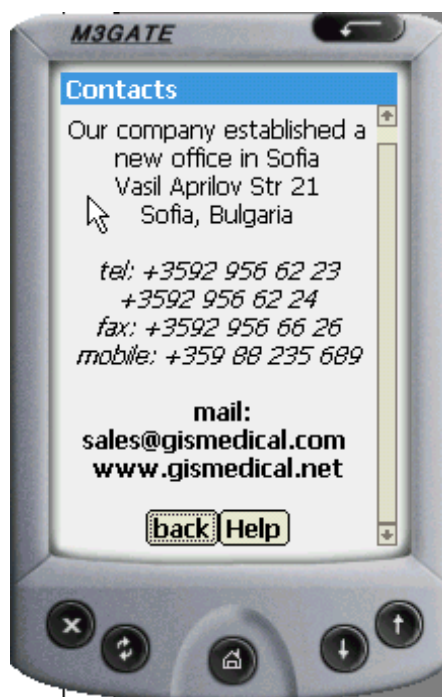 M3GATE
Contacts
Our company established a
new office in Sofia
Vasil Aprilov Str 21
Sofia, Bulgaria
tel: +3592 956 62 23
+3592 956 62 24
fax: +3592 956 66 26
mobile: +359 88 235 689
mail:
sales@gismedical.com
www.gismedical.net
back Help